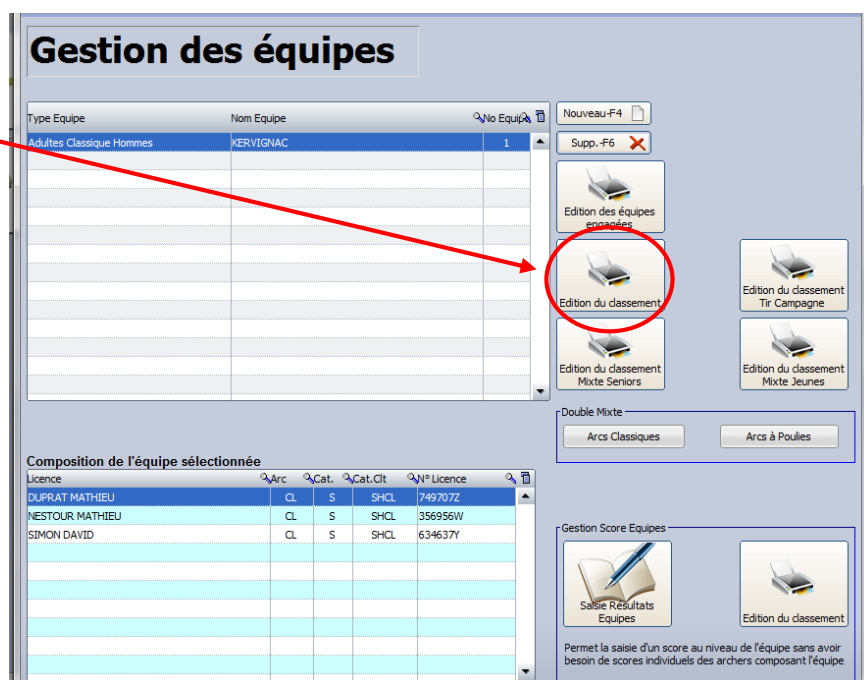 Gestion des équipes
Type Equipe Nom Equipe No Equipe
Adultes Classique Hommes KERVIGNAC 1
Nouveau-F4
Supp.-F6
Edition des équipes
engagées
Edition du classement
Edition du classement
Tir Campagne
Edition du classement
Mixte Seniors
Edition du classement
Mixte Jeunes
Double Mixte
Arcs Classiques Arcs à Poulies
Composition de l'équipe sélectionnée
Licence Arc Cat. Cat.Clt N° Licence
DUPRAT MATHIEU CL S SHCL 749707Z
NESTOUR MATHIEU CL S SHCL 356956W
SIMON DAVID CL S SHCL 634637Y
Gestion Score Equipes
Saisie Résultats
Equipes
Edition du classement
Permet la saisie d'un score au niveau de l'équipe sans avoir
besoin de scores individuels des archers composant l'équipe